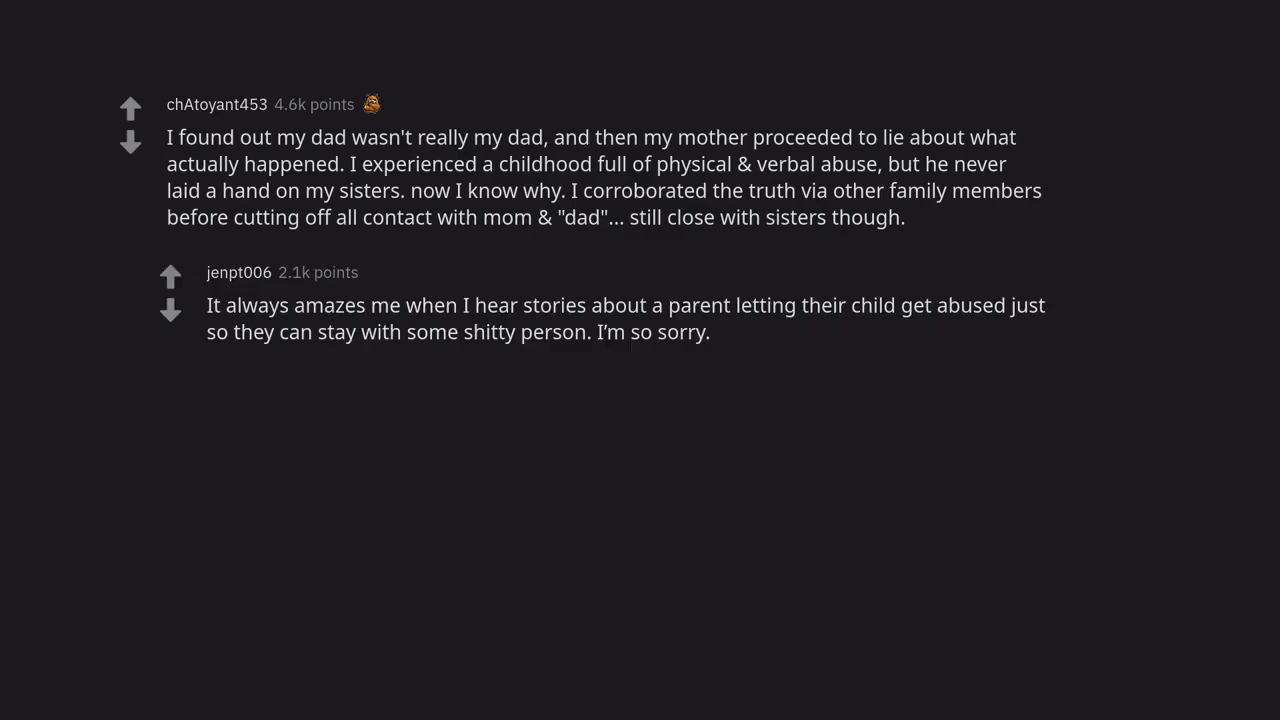 chAtoyant453 4.6k points
I found out my dad wasn't really my dad, and then my mother proceeded to lie about what
actually happened. I experienced a childhood full of physical & verbal abuse, but he never
laid a hand on my sisters. now I know why. I corroborated the truth via other family members
before cutting off all contact with mom & "dad"... still close with sisters though.
jenpt006 2.1k points
It always amazes me when I hear stories about a parent letting their child get abused just
so they can stay with some shitty person. I’m so sorry.